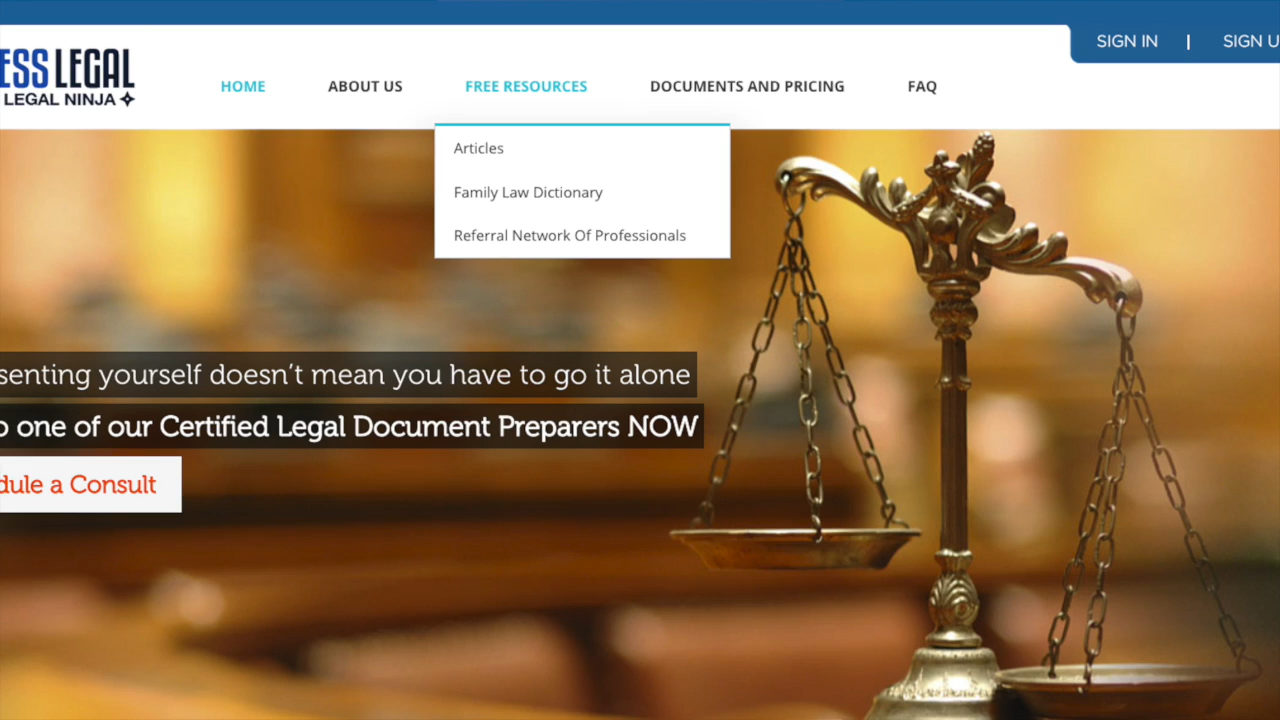 SIGN IN | SIGN U
ESS LEGAL
LEGAL NINJA
HOME ABOUT US FREE RESOURCES DOCUMENTS AND PRICING FAQ
Articles
Family Law Dictionary
Referral Network Of Professionals
senting yourself doesn't mean you have to go it alone
o one of our Certified Legal Document Preparers NOW
dule a Consult